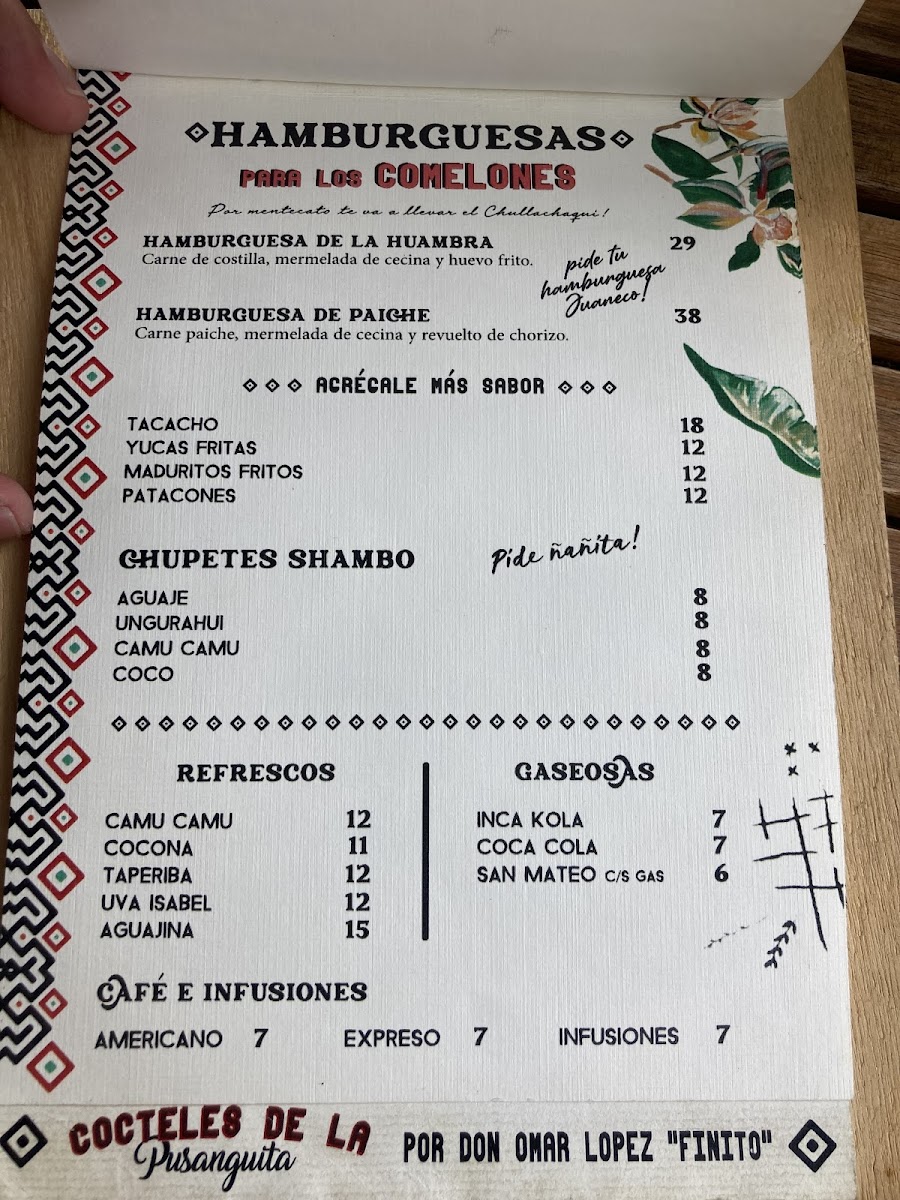 HAMBURGUESAS
PARA LOS COMELONES
Por mentecato te va a llevar el Chullachaqui!
HAMBURGUESA DE LA HUAMBRA 29
Carne de costilla, mermelada de cecina y huevo frito.
pide tu
hamburguesa
Juaneco!
HAMBURGUESA DE PAICHE 38
Carne paiche, mermelada de cecina y revuelto de chorizo.
ACRÉCALE MÁS SABOR
TACACHO 18
YUCAS FRITAS 12
MADURITOS FRITOS 12
PATACONES 12
CHUPETES SHAMBO
Pide ñañita!
AGUAJE 8
UNGURAHUI 8
CAMU CAMU 8
COCO 8
REFRESCOS
CAMU CAMU 12
COCONA 11
TAPERIBA 12
UVA ISABEL 12
AGUAJINA 15
GASEOSAS
INCA KOLA 7
COCA COLA 7
SAN MATEO C/S GAS 6
CAFÉ E INFUSIONES
AMERICANO 7 EXPRESO 7 INFUSIONES 7
COCTELES DE LA
Pusanguita
POR DON OMAR LOPEZ "FINITO"